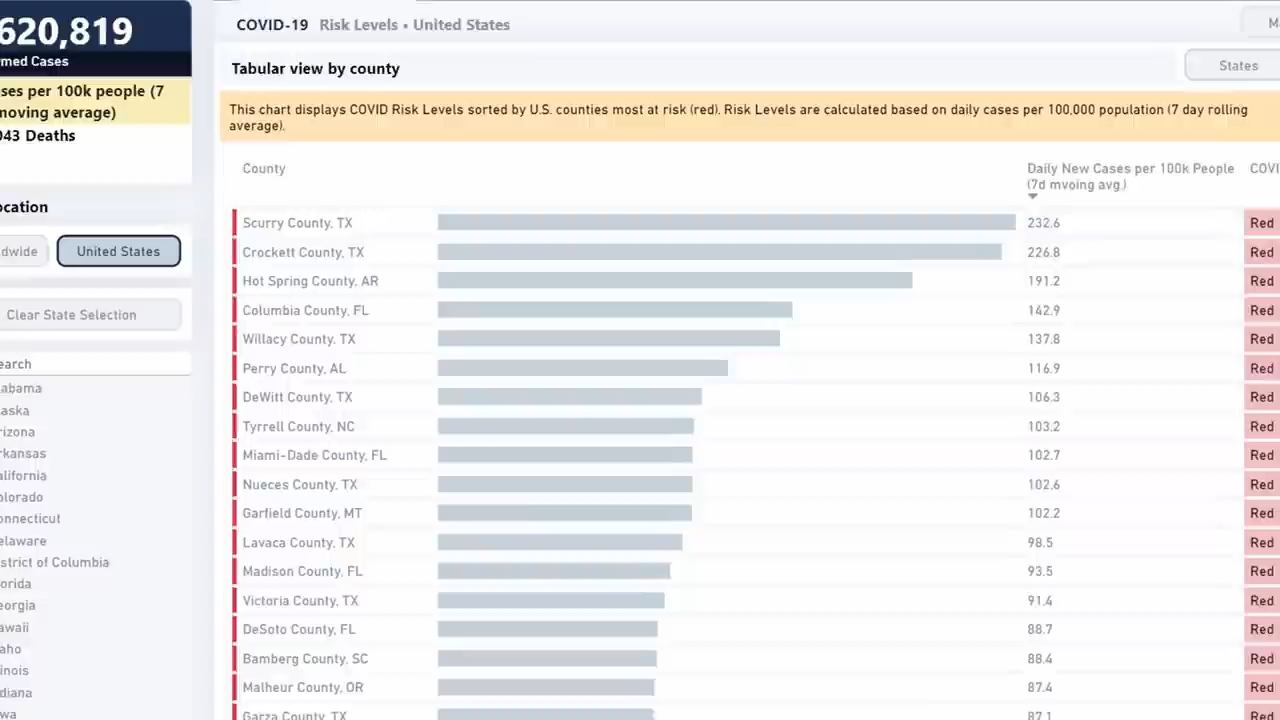 620,819
COVID-19 Risk Levels • United States
med Cases
Tabular view by county
States
ses per 100k people (7
moving average)
043 Deaths
This chart displays COVID Risk Levels sorted by U.S. counties most at risk (red). Risk Levels are calculated based on daily cases per 100,000 population (7 day rolling
average).
County
Daily New Cases per 100k People
(7d mvoing avg.)
COVI
ocation
dwide
United States
Clear State Selection
earch
abama
aska
rizona
rkansas
alifornia
olorado
onnecticut
elaware
strict of Columbia
orida
eorgia
awaii
aho
inois
diana
wa
Scurry County, TX 232.6 Red
Crockett County, TX 226.8 Red
Hot Spring County, AR 191.2 Red
Columbia County, FL 142.9 Red
Willacy County, TX 137.8 Red
Perry County, AL 116.9 Red
DeWitt County, TX 106.3 Red
Tyrrell County, NC 103.2 Red
Miami-Dade County, FL 102.7 Red
Nueces County, TX 102.6 Red
Garfield County, MT 102.2 Red
Lavaca County, TX 98.5 Red
Madison County, FL 93.5 Red
Victoria County, TX 91.4 Red
DeSoto County, FL 88.7 Red
Bamberg County, SC 88.4 Red
Malheur County, OR 87.4 Red
Garza County, TX 87.1 Red